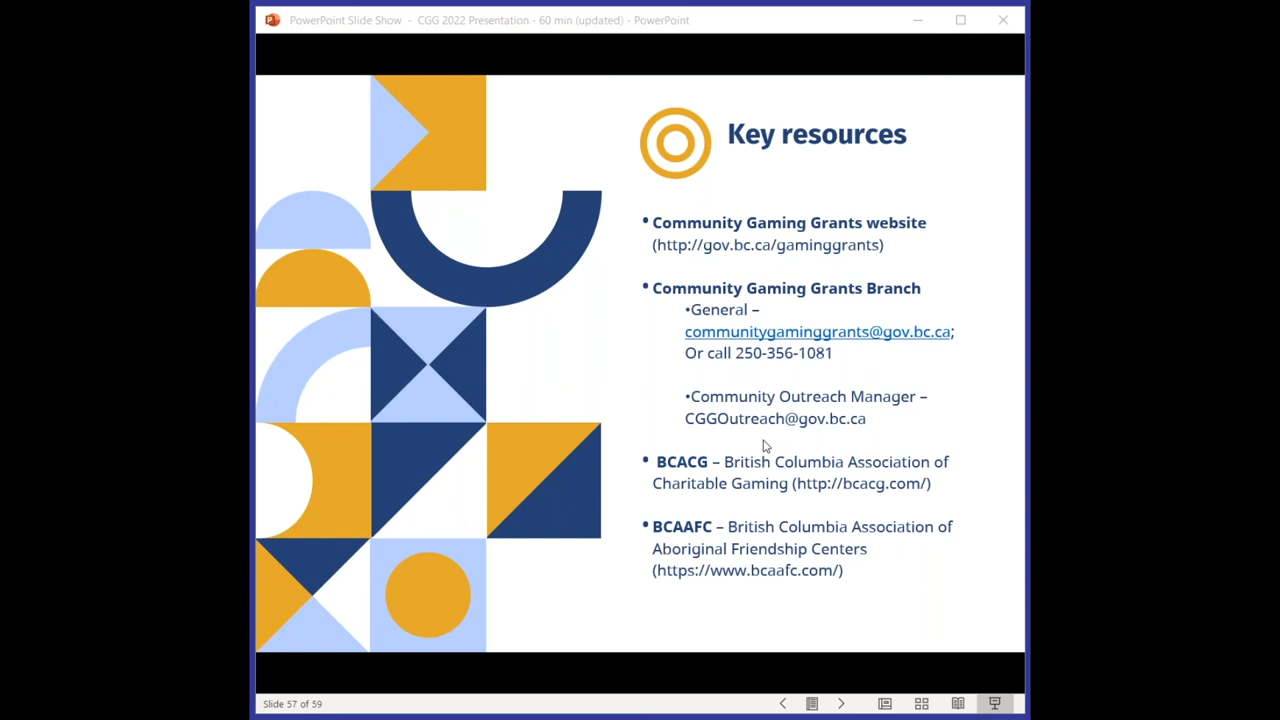 PowerPoint Slide Show - CGG 2022 Presentation - 60 min (updated) - PowerPoint
Key resources
• Community Gaming Grants website
(http://gov.bc.ca/gaminggrants)
• Community Gaming Grants Branch
•General –
communitygaminggrants@gov.bc.ca;
Or call 250-356-1081
•Community Outreach Manager –
CGGOutreach@gov.bc.ca
• BCACG – British Columbia Association of
Charitable Gaming (http://bcacg.com/)
• BCAAFC – British Columbia Association of
Aboriginal Friendship Centers
(https://www.bcaafc.com/)
Slide 57 of 59